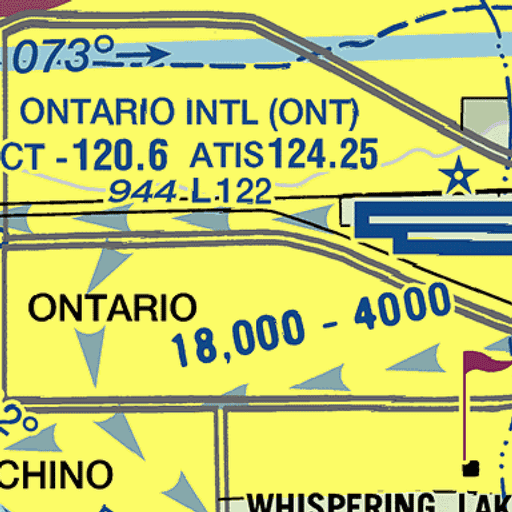 073°
ONTARIO INTL (ONT)
CT - 120.6 ATIS 124.25
944 L 122
ONTARIO
18,000 - 4000
2°
CHINO
WHISPERING LAK